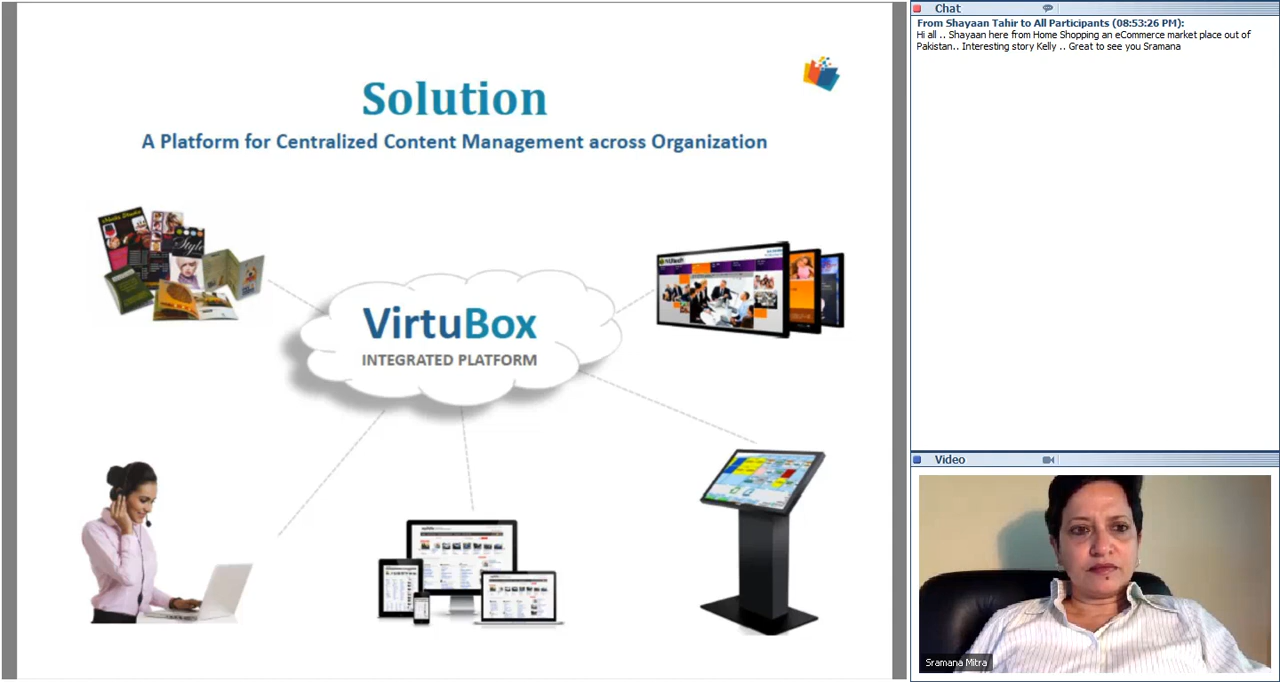 Solution
A Platform for Centralized Content Management across Organization
VirtuBox
INTEGRATED PLATFORM
Style
Chat
From Shayaan Tahir to All Participants (08:53:26 PM):
Hi all .. Shayaan here from Home Shopping an eCommerce market place out of
Pakistan.. Interesting story Kelly .. Great to see you Sramana
Video
Sramana Mitra